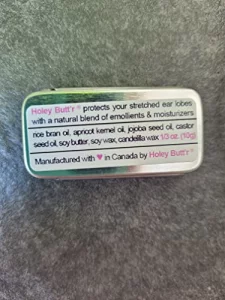 Holey Butt'r ® protects your stretched ear lobes
with a natural blend of emollients & moisturizers
rice bran oil, apricot kernel oil, jojoba seed oil, castor
seed oil, soy butter, soy wax, candelilla wax 1/3 oz. (10g)
Manufactured with ♥ in Canada by Holey Butt'r ®